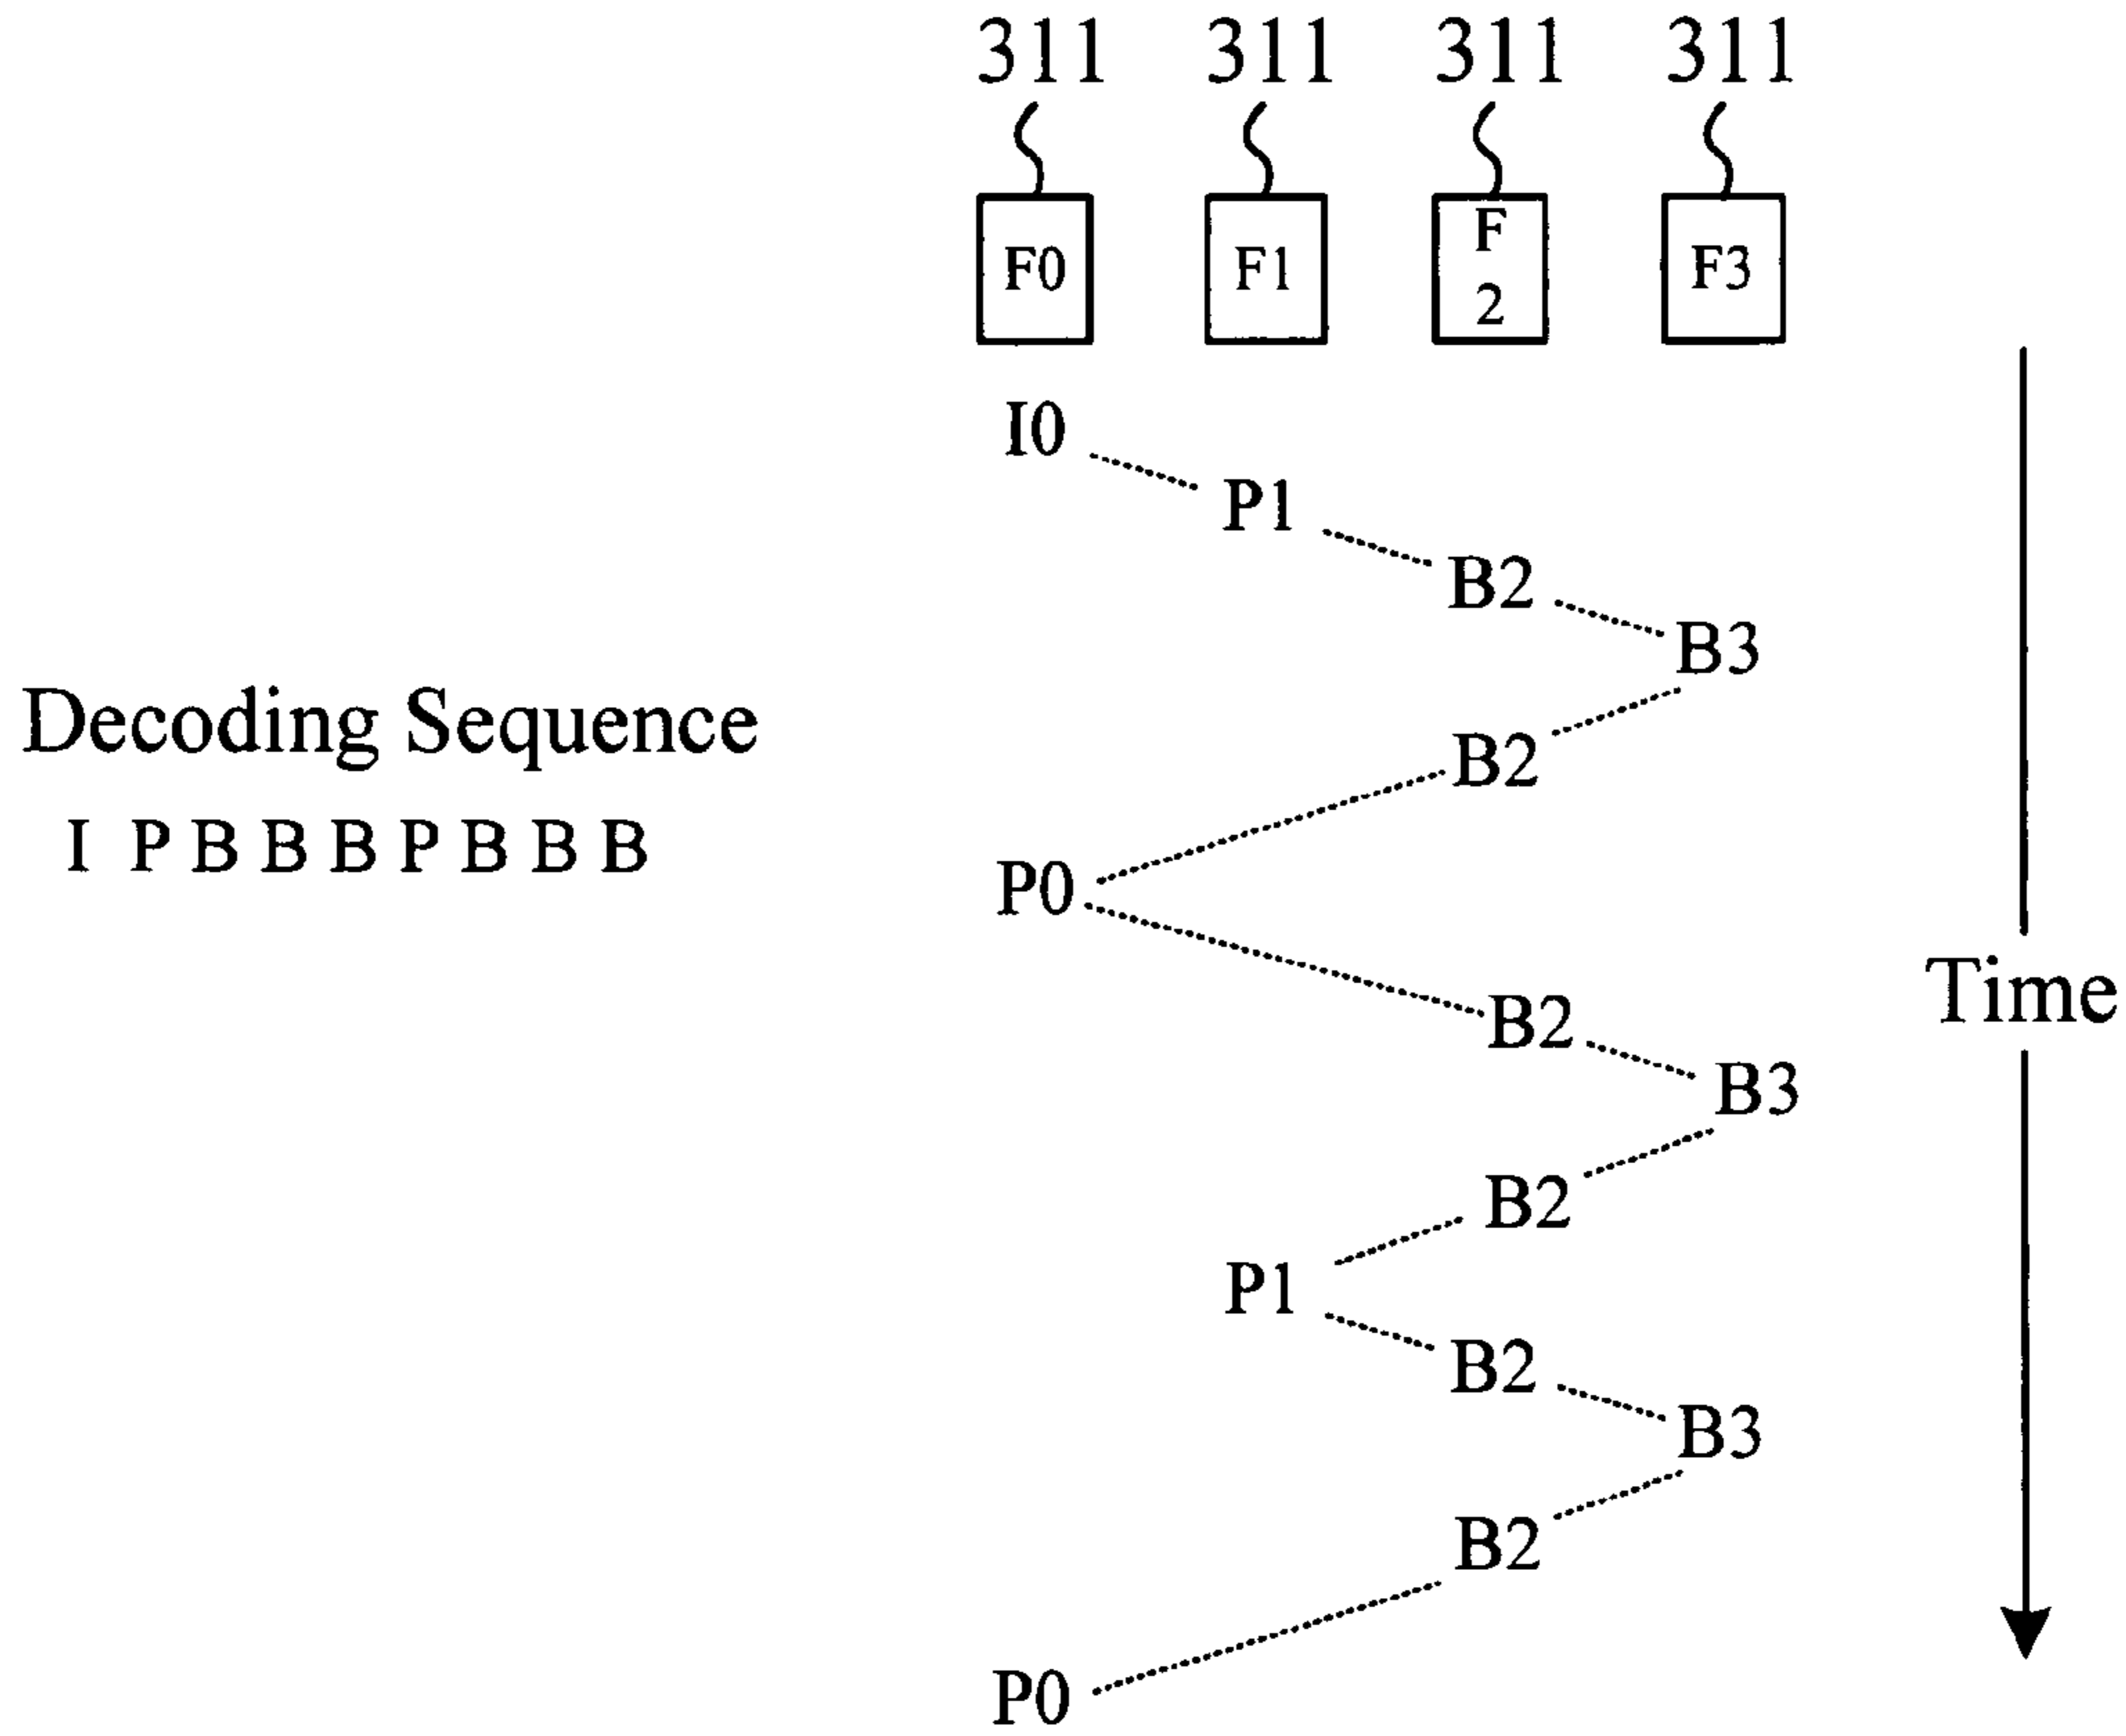 311 311 311 311
F0 F1 F 2 F3
I0
P1
B2
B3
Decoding Sequence
B2
I P B B B P B B B
P0
Time
B2
B3
B2
P1
B2
B3
B2
P0